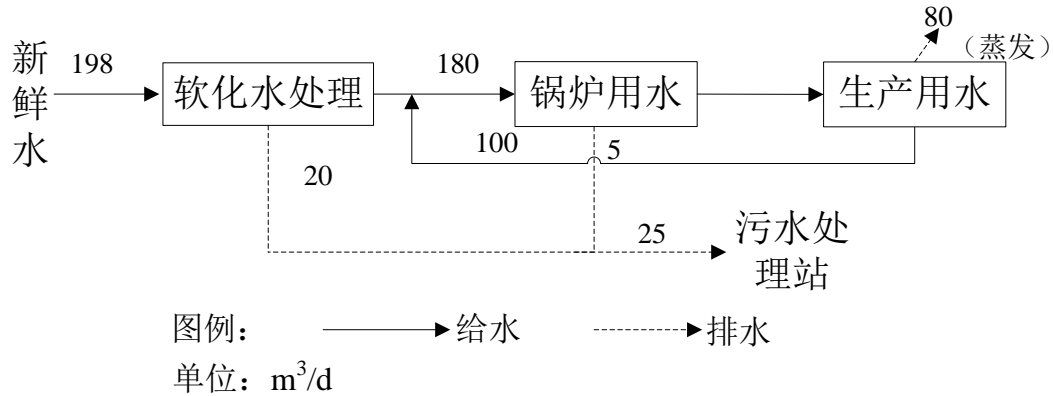 80
（蒸发）
新鲜水
198
软化水处理
180
锅炉用水
生产用水
100
5
20
25
污水处
理站
图例：
给水
排水
单位：m³/d